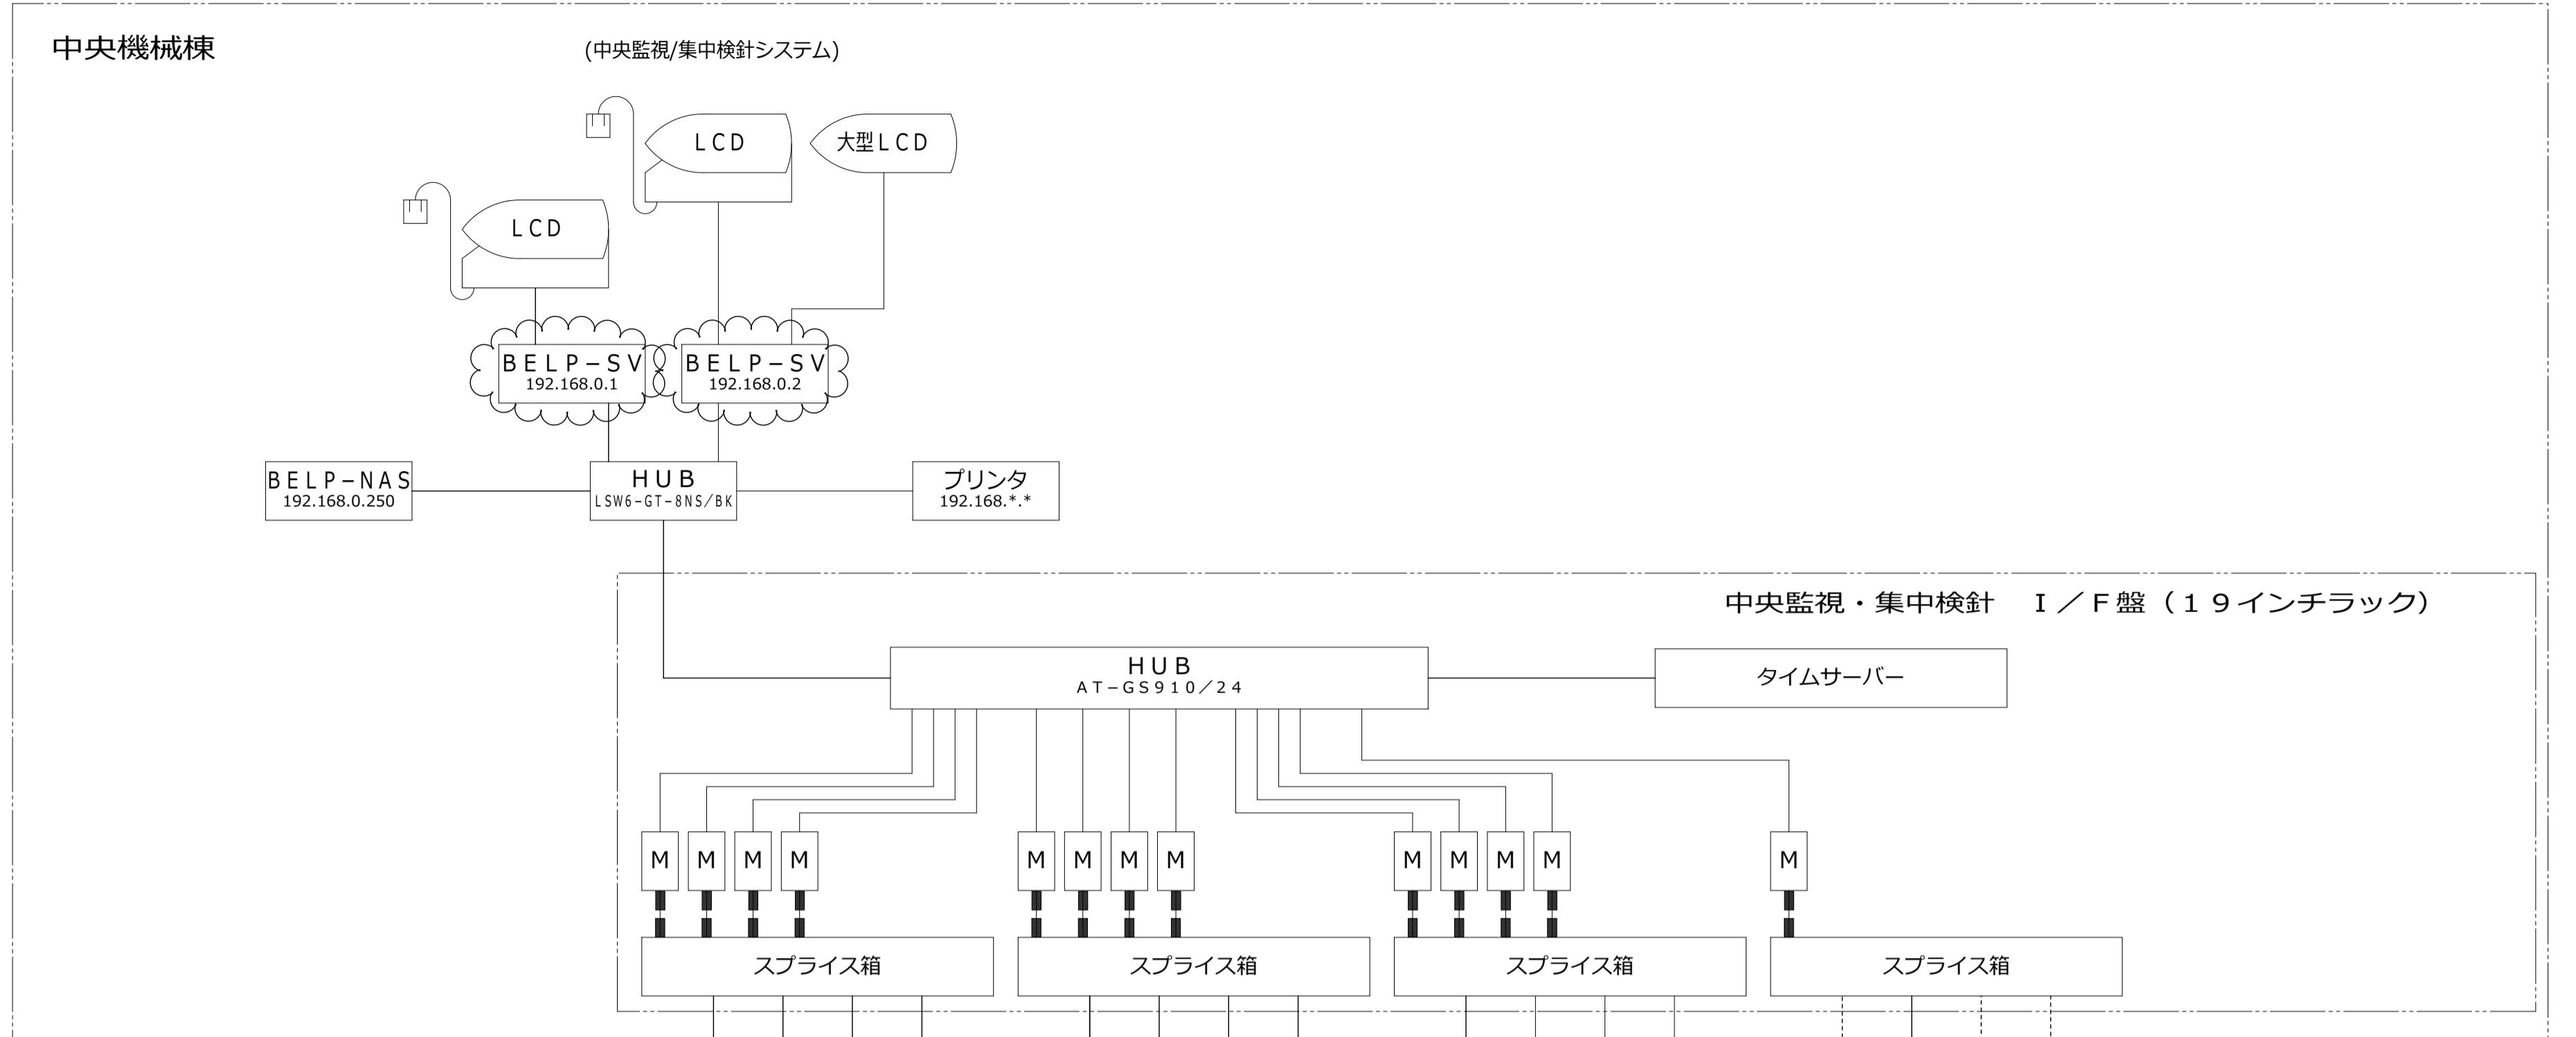 中央機械棟
(中央監視/集中検針システム)
ＬＣＤ
大型ＬＣＤ
ＬＣＤ
ＢＥＬＰ－ＳＶ
192.168.0.1
ＢＥＬＰ－ＳＶ
192.168.0.2
ＢＥＬＰ－ＮＡＳ
192.168.0.250
ＨＵＢ
ＬＳＷ６－ＧＴ－８ＮＳ／ＢＫ
プリンタ
192.168.*.*
中央監視・集中検針　Ｉ／Ｆ盤（１９インチラック）
ＨＵＢ
ＡＴ－ＧＳ９１０／２４
タイムサーバー
M M M M M M M M M M M M M
スプライス箱 スプライス箱 スプライス箱 スプライス箱